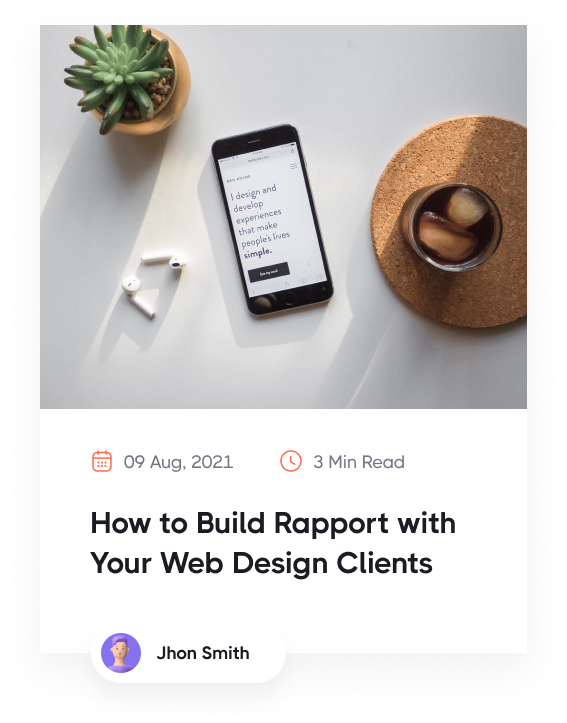 BEN KOLDE
I design and
develop
experiences
that make
people's lives
simple.
See my work
09 Aug, 2021
3 Min Read
How to Build Rapport with
Your Web Design Clients
Jhon Smith